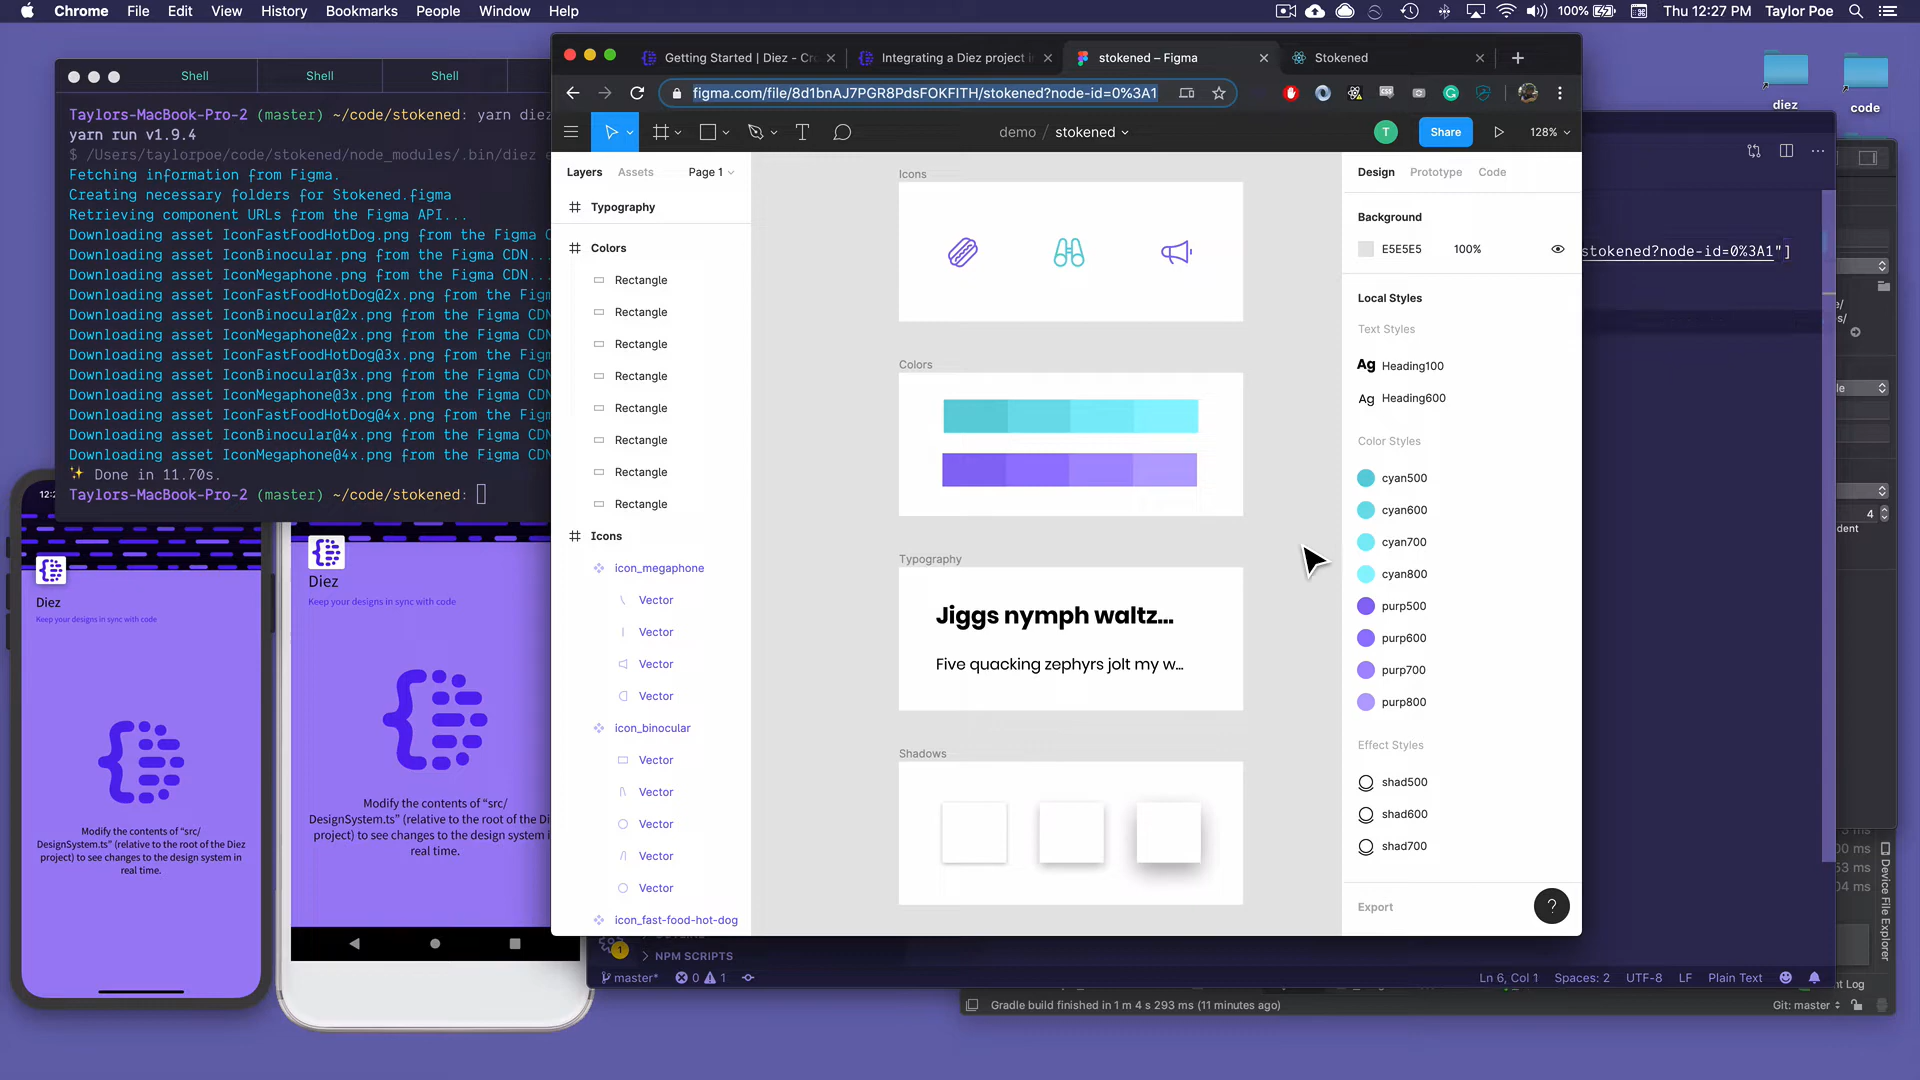 Chrome File Edit View History Bookmarks People Window Help
100% Thu 12:27 PM Taylor Poe
diez
code
Shell Shell Shell
Taylors-MacBook-Pro-2 (master) ~/code/stokened: yarn diez
yarn run v1.9.4
$ /Users/taylorpoe/code/stokened/node_modules/.bin/diez
Fetching information from Figma.
Creating necessary folders for Stokened.figma
Retrieving component URLs from the Figma API...
Downloading asset IconFastFoodHotDog.png from the Figma
Downloading asset IconBinocular.png from the Figma CDN...
Downloading asset IconMegaphone.png from the Figma CDN...
Downloading asset IconFastFoodHotDog@2x.png from the Figm
Downloading asset IconBinocular@2x.png from the Figma CDN
Downloading asset IconMegaphone@2x.png from the Figma CDN
Downloading asset IconFastFoodHotDog@3x.png from the Figm
Downloading asset IconBinocular@3x.png from the Figma CDN
Downloading asset IconMegaphone@3x.png from the Figma CDN
Downloading asset IconFastFoodHotDog@4x.png from the Figm
Downloading asset IconBinocular@4x.png from the Figma CDN
Downloading asset IconMegaphone@4x.png from the Figma CDN
✨ Done in 11.70s.
Taylors-MacBook-Pro-2 (master) ~/code/stokened:
Diez
Keep your designs in sync with code
Modify the contents of “src/
DesignSystem.ts” (relative to the root of the Diez
project) to see changes to the design system in
real time.
Diez
Keep your designs in sync with code
Modify the contents of “src/
DesignSystem.ts” (relative to the root of the Di
project) to see changes to the design system in
real time.
Getting Started | Diez - Cr
Integrating a Diez project in
stokened – Figma
Stokened
figma.com/file/8d1bnAJ7PGR8PdsFOKFITH/stokened?node-id=0%3A1
demo / stokened
T
Share
128%
Layers Assets Page 1
Typography
Colors
Rectangle
Rectangle
Rectangle
Rectangle
Rectangle
Rectangle
Rectangle
Rectangle
Icons
icon_megaphone
Vector
Vector
Vector
Vector
icon_binocular
Vector
Vector
Vector
Vector
Vector
icon_fast-food-hot-dog
Icons
Colors
Typography
Jiggs nymph waltz...
Five quacking zephyrs jolt my w...
Shadows
Design Prototype Code
Background
E5E5E5 100%
Local Styles
Text Styles
Ag Heading100
Ag Heading600
Color Styles
cyan500
cyan600
cyan700
cyan800
purp500
purp600
purp700
purp800
Effect Styles
shad500
shad600
shad700
Export
?
stokened?node-id=0%3A1"]
4
Device File Explorer
1
NPM SCRIPTS
master* 0 1
Ln 6, Col 1 Spaces: 2 UTF-8 LF Plain Text
Gradle build finished in 1 m 4 s 293 ms (11 minutes ago)
Git: master